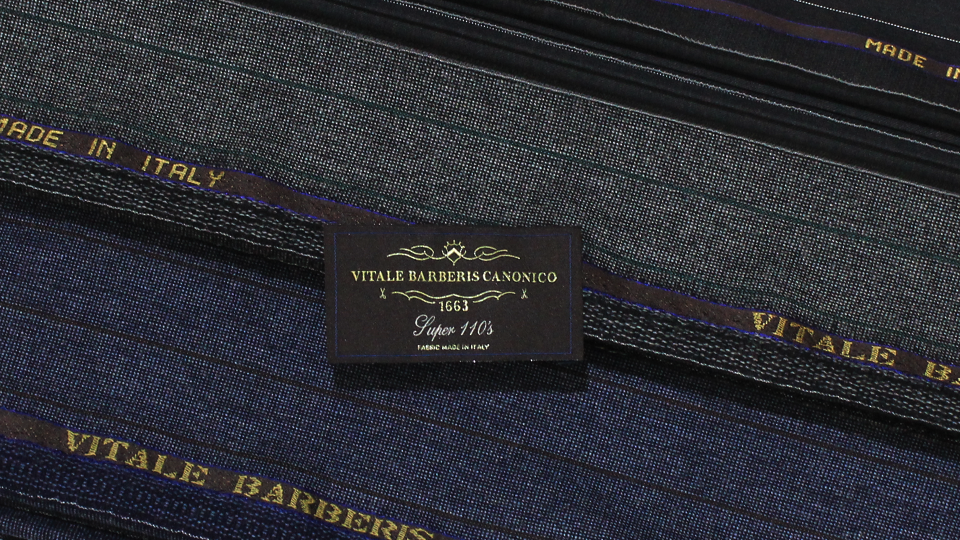 MADE IN
MADE IN ITALY
VITALE BARBERIS CANONICO
1663
Super 110's
FABRIC MADE IN ITALY
VITALE
VITALE BARBERIS